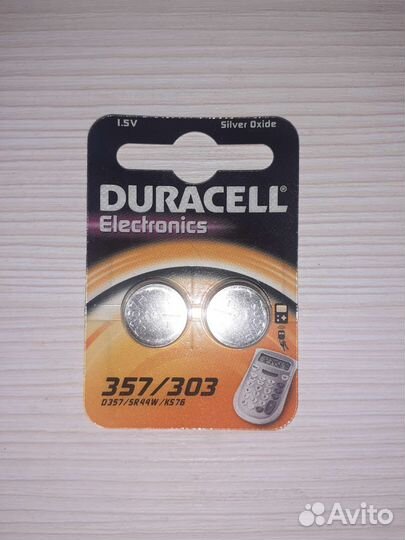 1.5V Silver Oxide
DURACELL®
Electronics
357/303
D357/SR44W/KS76
Avito